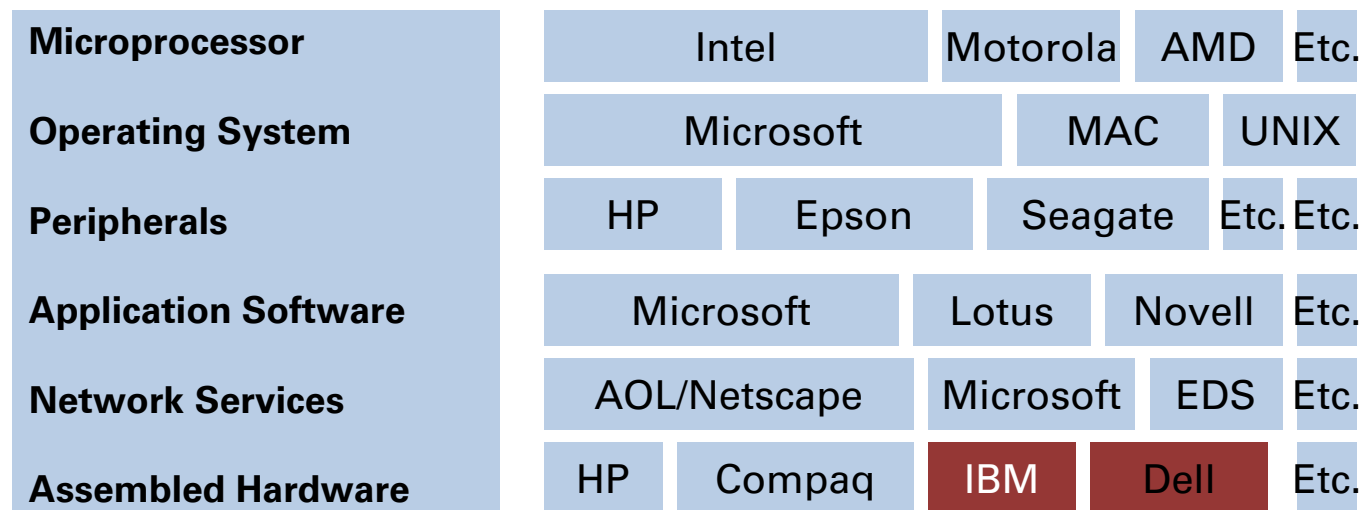 Microprocessor Intel Motorola AMD Etc.
Operating System Microsoft MAC UNIX
Peripherals HP Epson Seagate Etc. Etc.
Application Software Microsoft Lotus Novell Etc.
Network Services AOL/Netscape Microsoft EDS Etc.
Assembled Hardware HP Compaq IBM Dell Etc.